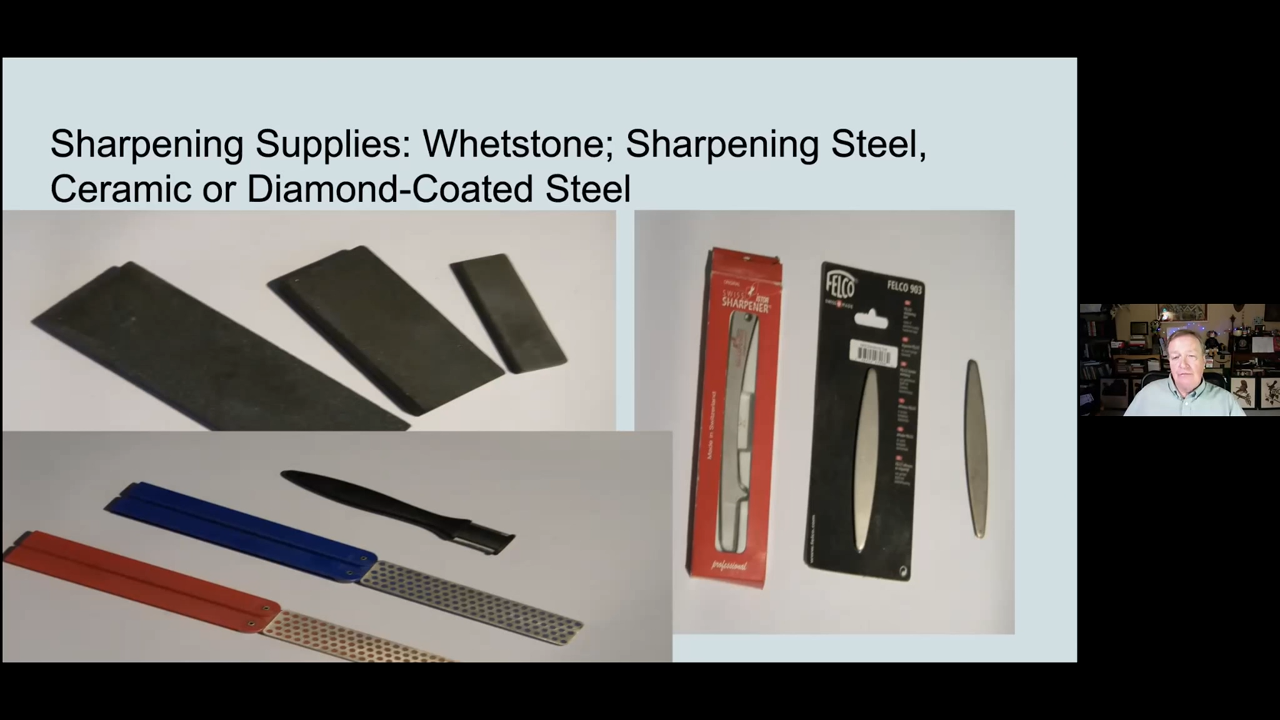 Sharpening Supplies: Whetstone; Sharpening Steel,
Ceramic or Diamond-Coated Steel
SWISS
SHARPENER
Made in Switzerland
professional
FELCO
FELCO 903